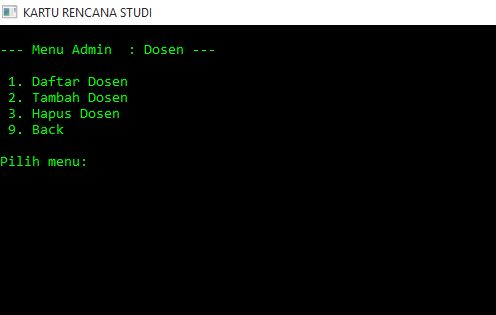 KARTU RENCANA STUDI
--- Menu Admin  : Dosen ---
1. Daftar Dosen
2. Tambah Dosen
3. Hapus Dosen
9. Back
Pilih menu: